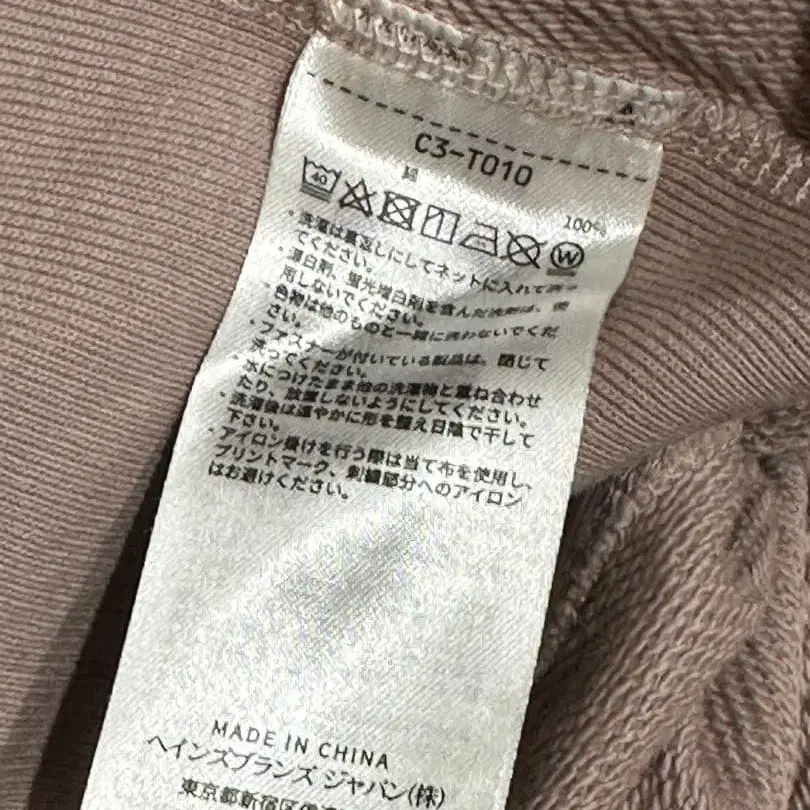 C3-T010
綿 100%
40
W
・洗濯は裏返しにしてネットに入れて洗っ
てください。
・漂白剤、蛍光増白剤を含んだ洗剤は、使
用しないでください。
・色物は他のものと一緒に洗わないでくだ
さい。
・ファスナーが付いている製品は、閉じて
洗ってください。
・水につけたまま他の洗濯物と重ね合わせ
たり、放置しないようにしてください。
・洗濯後は速やかに形を整え日陰で干して
下さい。
・アイロン掛けを行う際は当て布を使用し、
プリントマーク、刺繍部分へのアイロン
はお避けください。
MADE IN CHINA
ヘインズブランズ ジャパン(株)
東京都新宿区信濃